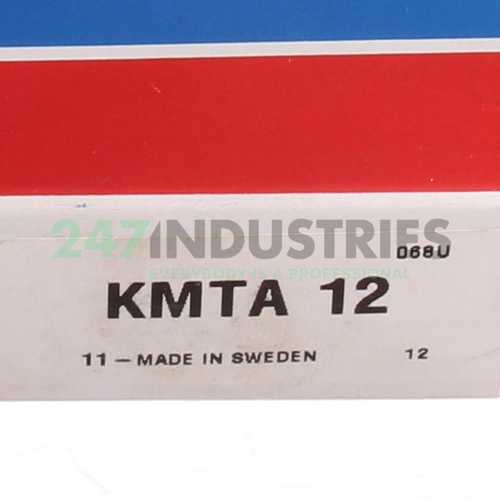 247INDUSTRIES
068U
EVERYBODY IS A PROFESSIONAL
KMTA 12
11 — MADE IN SWEDEN 12